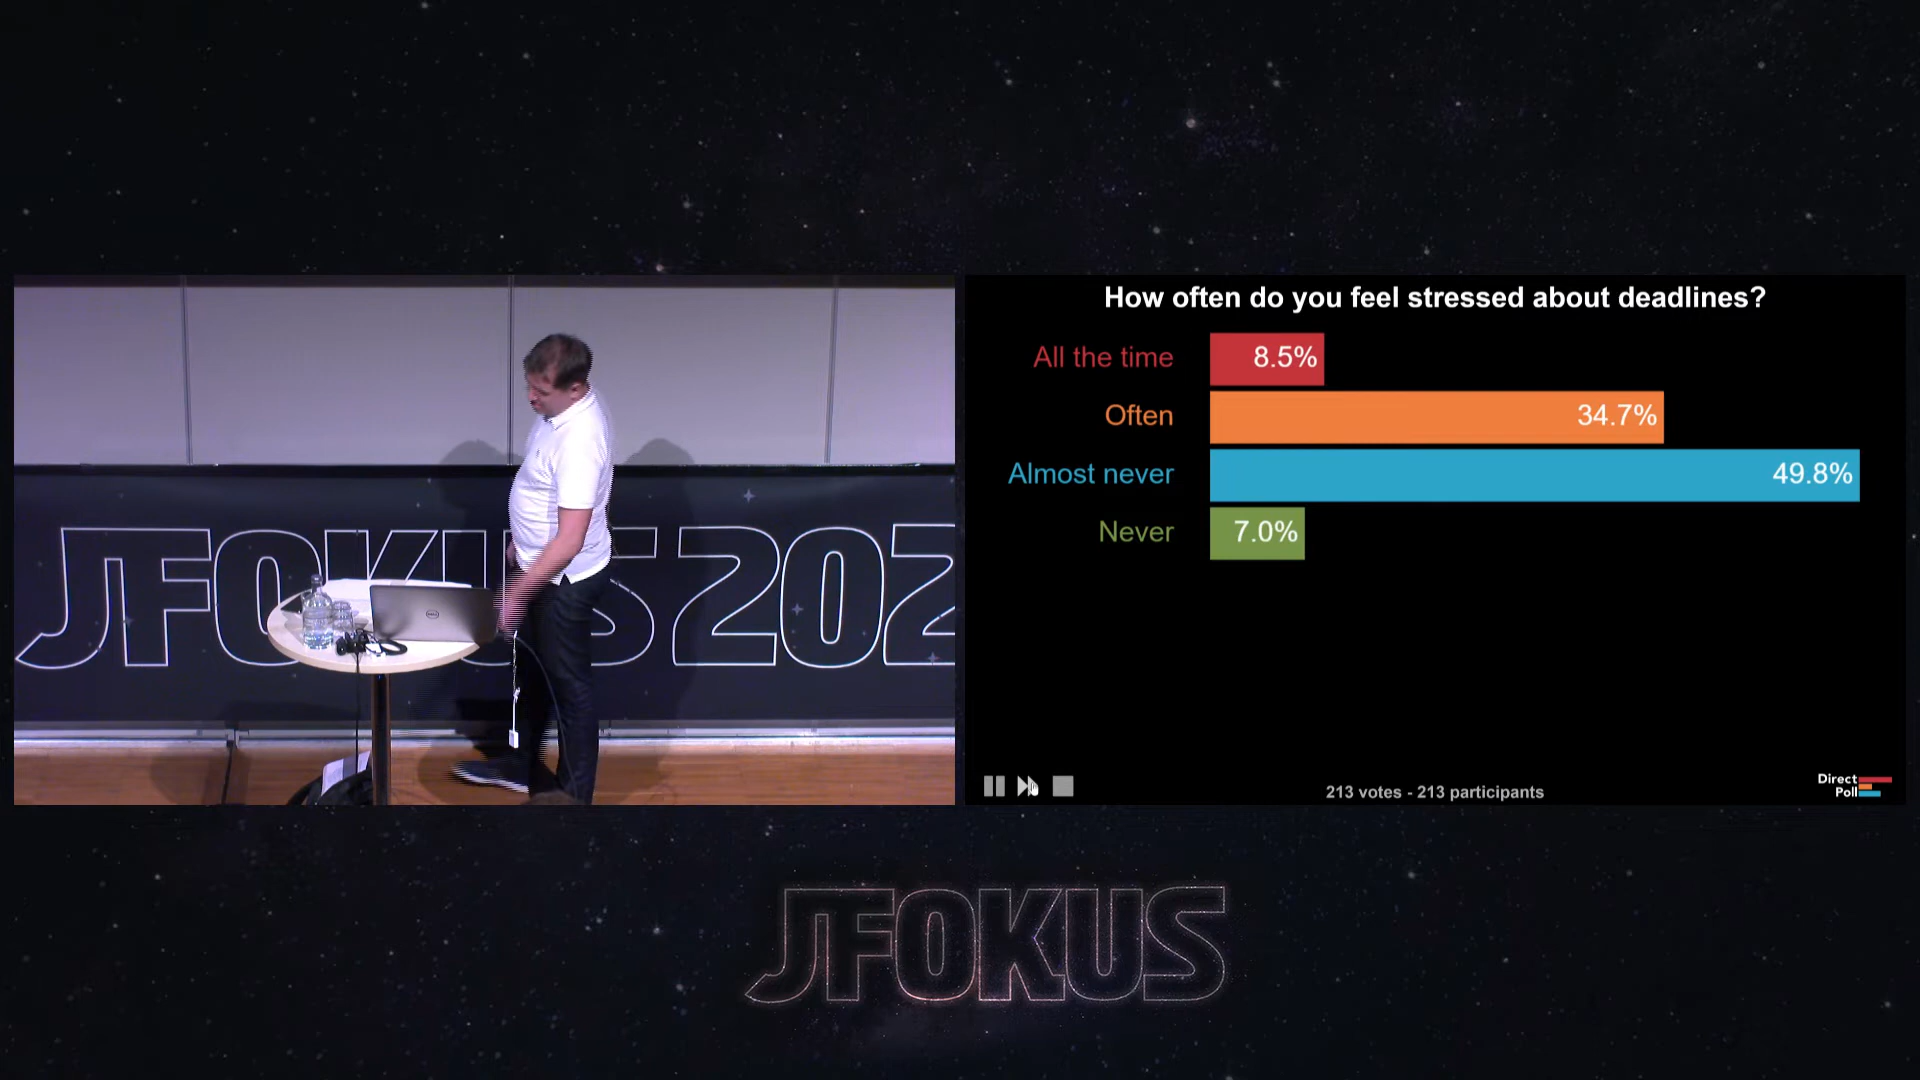 JFOKUS 202
DELL
How often do you feel stressed about deadlines?
All the time 8.5%
Often 34.7%
Almost never 49.8%
Never 7.0%
213 votes - 213 participants
Direct
Poll
JFOKUS